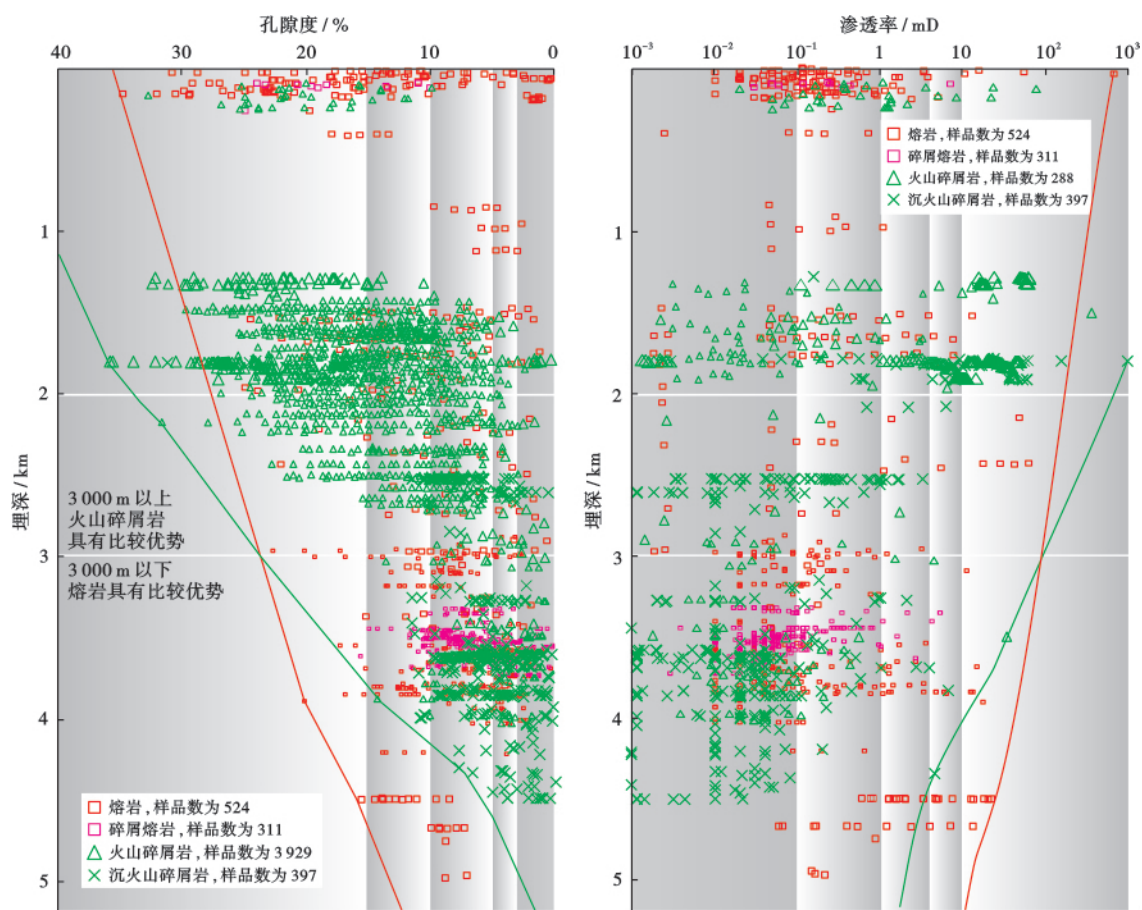 孔隙度 / %
40 30 20 10 0
渗透率 / mD
10⁻³ 10⁻² 10⁻¹ 1 10 10² 10³
熔岩，样品数为 524
碎屑熔岩，样品数为 311
火山碎屑岩，样品数为 288
沉火山碎屑岩，样品数为 397
1
2
3
4
5
埋深 / km
3 000 m 以上
火山碎屑岩
具有比较优势
3 000 m 以下
熔岩具有比较优势
熔岩，样品数为 524
碎屑熔岩，样品数为 311
火山碎屑岩，样品数为 3 929
沉火山碎屑岩，样品数为 397
1
2
3
4
5
埋深 / km